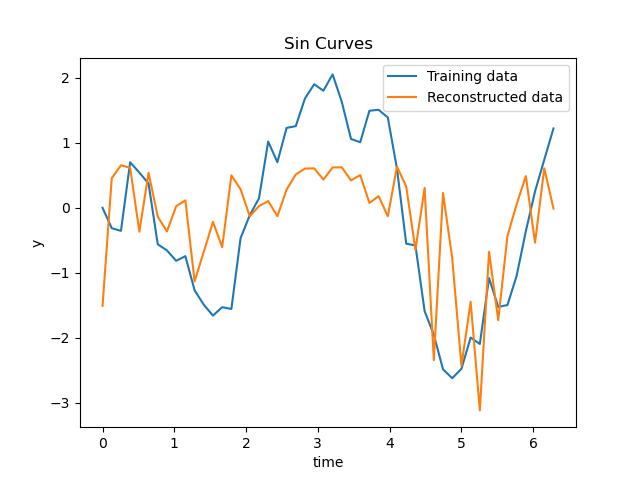 Sin Curves
Training data
Reconstructed data
y
2
1
0
−1
−2
−3
0 1 2 3 4 5 6
time